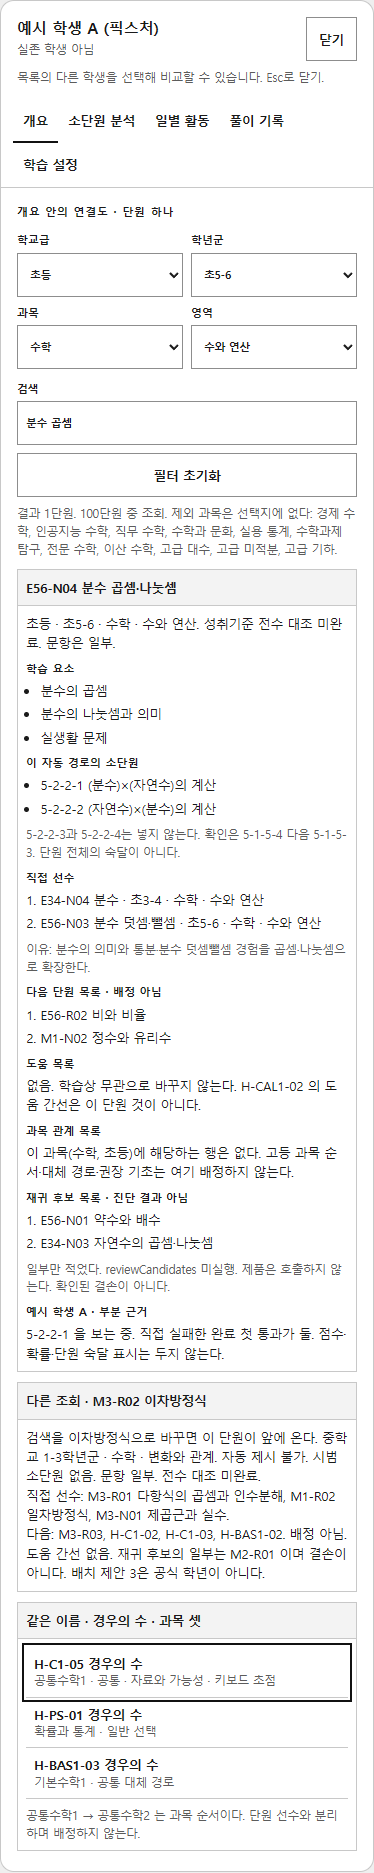 예시 학생 A (픽스처)
실존 학생 아님
닫기
목록의 다른 학생을 선택해 비교할 수 있습니다. Esc로 닫기.
개요 소단원 분석 일별 활동 풀이 기록
학습 설정
개요 안의 연결도 · 단원 하나
학교급 학년군
초등 초5-6
과목 영역
수학 수와 연산
검색
분수 곱셈
필터 초기화
결과 1단원. 100단원 중 조회. 제외 과목은 선택지에 없다: 경제 수
학, 인공지능 수학, 직무 수학, 수학과 문화, 실용 통계, 수학과제
탐구, 전문 수학, 이산 수학, 고급 대수, 고급 미적분, 고급 기하.
E56-N04 분수 곱셈·나눗셈
초등 · 초5-6 · 수학 · 수와 연산. 성취기준 전수 대조 미완
료. 문항은 일부.
학습 요소
• 분수의 곱셈
• 분수의 나눗셈과 의미
• 실생활 문제
이 자동 경로의 소단원
• 5-2-2-1 (분수)×(자연수)의 계산
• 5-2-2-2 (자연수)×(분수)의 계산
5-2-2-3과 5-2-2-4는 넣지 않는다. 확인은 5-1-5-4 다음 5-1-5-
3. 단원 전체의 숙달이 아니다.
직접 선수
1. E34-N04 분수 · 초3-4 · 수학 · 수와 연산
2. E56-N03 분수 덧셈·뺄셈 · 초5-6 · 수학 · 수와 연산
이유: 분수의 의미와 통분·분수 덧셈뺄셈 경험을 곱셈·나눗셈으
로 확장한다.
다음 단원 목록 · 배정 아님
1. E56-R02 비와 비율
2. M1-N02 정수와 유리수
도움 목록
없음. 학습상 무관으로 바꾸지 않는다. H-CAL1-02 의 도
움 간선은 이 단원 것이 아니다.
과목 관계 목록
이 과목(수학, 초등)에 해당하는 행은 없다. 고등 과목 순
서·대체 경로·권장 기초는 여기 배정하지 않는다.
재귀 후보 목록 · 진단 결과 아님
1. E56-N01 약수와 배수
2. E34-N03 자연수의 곱셈·나눗셈
일부만 적었다. reviewCandidates 미실행. 제품은 호출하지 않
는다. 확인된 결손이 아니다.
예시 학생 A · 부분 근거
5-2-2-1 을 보는 중. 직접 실패한 완료 첫 통과가 둘. 점수·
확률·단원 숙달 표시는 두지 않는다.
다른 조회 · M3-R02 이차방정식
검색을 이차방정식으로 바꾸면 이 단원이 앞에 온다. 중학
교 1-3학년군 · 수학 · 변화와 관계. 자동 제시 불가. 시범
소단원 없음. 문항 일부. 전수 대조 미완료.
직접 선수: M3-R01 다항식의 곱셈과 인수분해, M1-R02
일차방정식, M3-N01 제곱근과 실수.
다음: M3-R03, H-C1-02, H-C1-03, H-BAS1-02. 배정 아님.
도움 간선 없음. 재귀 후보의 일부는 M2-R01 이며 결손이
아니다. 배치 제안 3은 공식 학년이 아니다.
같은 이름 · 경우의 수 · 과목 셋
H-C1-05 경우의 수
공통수학1 · 공통 · 자료와 가능성 · 키보드 초점
H-PS-01 경우의 수
확률과 통계 · 일반 선택
H-BAS1-03 경우의 수
기본수학1 · 공통 대체 경로
공통수학1 → 공통수학2 는 과목 순서이다. 단원 선수와 분리
하며 배정하지 않는다.